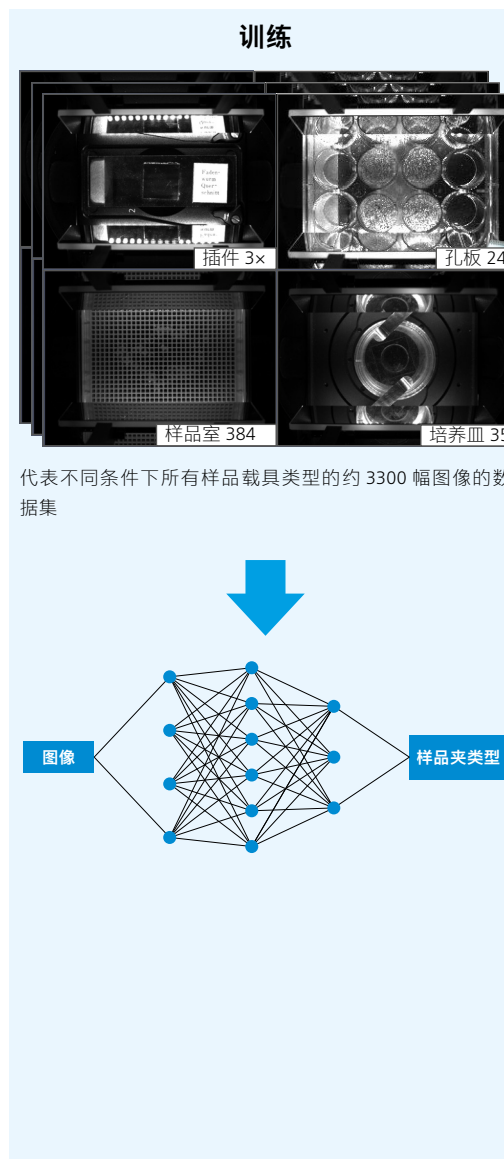 训练
插件 3×
孔板 24
样品室 384
培养皿 35
代表不同条件下所有样品载具类型的约 3300 幅图像的数
据集
图像
样品夹类型